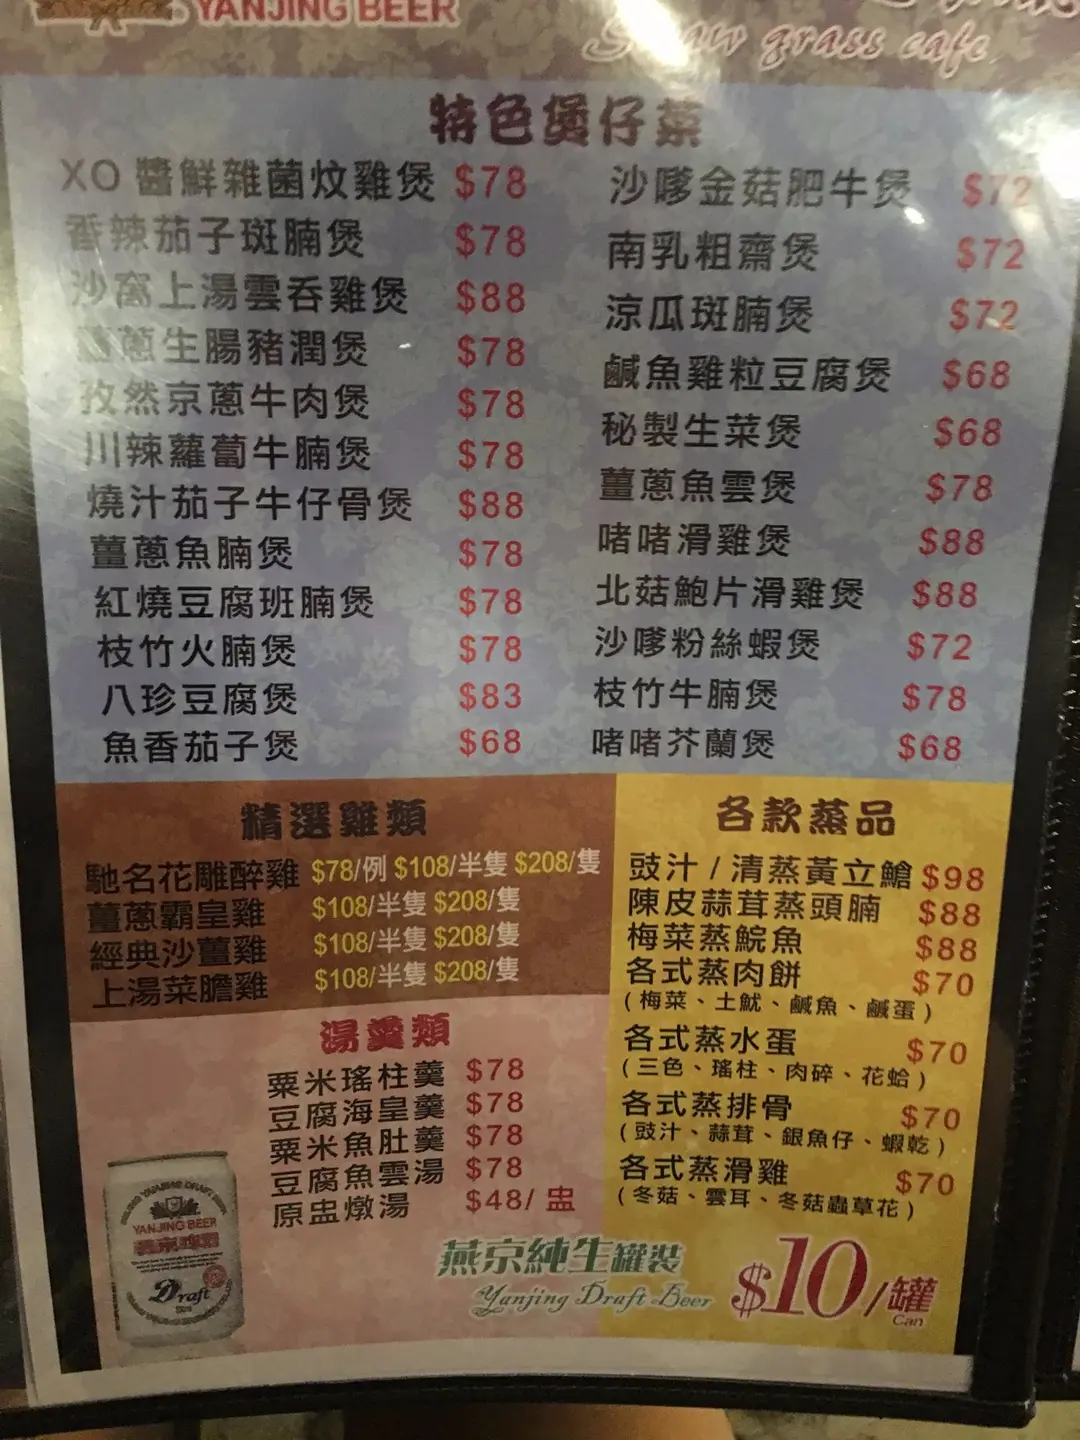 YANJING BEER
grass cafe
特色煲仔菜
XO 醬鮮雜菌炆雞煲 $78
香辣茄子斑腩煲 $78
沙窩上湯雲吞雞煲 $88
蔥生腸豬潤煲 $78
孜然京蔥牛肉煲 $78
川辣蘿蔔牛腩煲 $78
燒汁茄子牛仔骨煲 $88
薑蔥魚腩煲 $78
紅燒豆腐班腩煲 $78
枝竹火腩煲 $78
八珍豆腐煲 $83
魚香茄子煲 $68
沙嗲金菇肥牛煲 $72
南乳粗齋煲 $72
涼瓜斑腩煲 $72
鹹魚雞粒豆腐煲 $68
秘製生菜煲 $68
薑蔥魚雲煲 $78
啫啫滑雞煲 $88
北菇鮑片滑雞煲 $88
沙嗲粉絲蝦煲 $72
枝竹牛腩煲 $78
啫啫芥蘭煲 $68
精選雞類
馳名花雕醉雞 $78/例 $108/半隻 $208/隻
薑蔥霸皇雞 $108/半隻 $208/隻
經典沙薑雞 $108/半隻 $208/隻
上湯菜膽雞 $108/半隻 $208/隻
湯羹類
粟米瑤柱羹 $78
豆腐海皇羹 $78
粟米魚肚羹 $78
豆腐魚雲湯 $78
原盅燉湯 $48/ 盅
各款蒸品
豉汁 / 清蒸黃立鯧 $98
陳皮蒜茸蒸頭腩 $88
梅菜蒸鯇魚 $88
各式蒸肉餅 $70
(梅菜、土魷、鹹魚、鹹蛋)
各式蒸水蛋 $70
(三色、瑤柱、肉碎、花蛤)
各式蒸排骨 $70
(豉汁、蒜茸、銀魚仔、蝦乾)
各式蒸滑雞 $70
(冬菇、雲耳、冬菇蟲草花)
YANJING BEER
燕京啤酒
Draft
燕京純生罐裝
Yanjing Draft Beer
$10/罐
Can